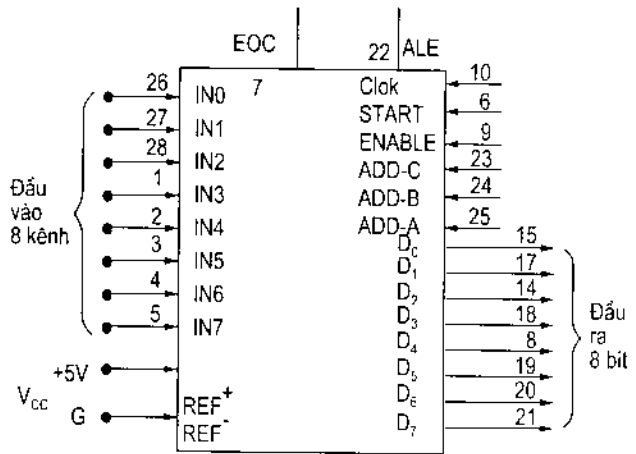 EOC
22 ALE
7
26 IN0
27 IN1
28 IN2
1 IN3
2 IN4
3 IN5
4 IN6
5 IN7
Đầu
vào
8 kênh
+5V
V_cc
G
REF+
REF-
Clok 10
START 6
ENABLE 9
ADD-C 23
ADD-B 24
ADD-A 25
D0 15
D1 17
D2 14
D3 18
D4 8
D5 19
D6 20
D7 21
Đầu
ra
8 bit